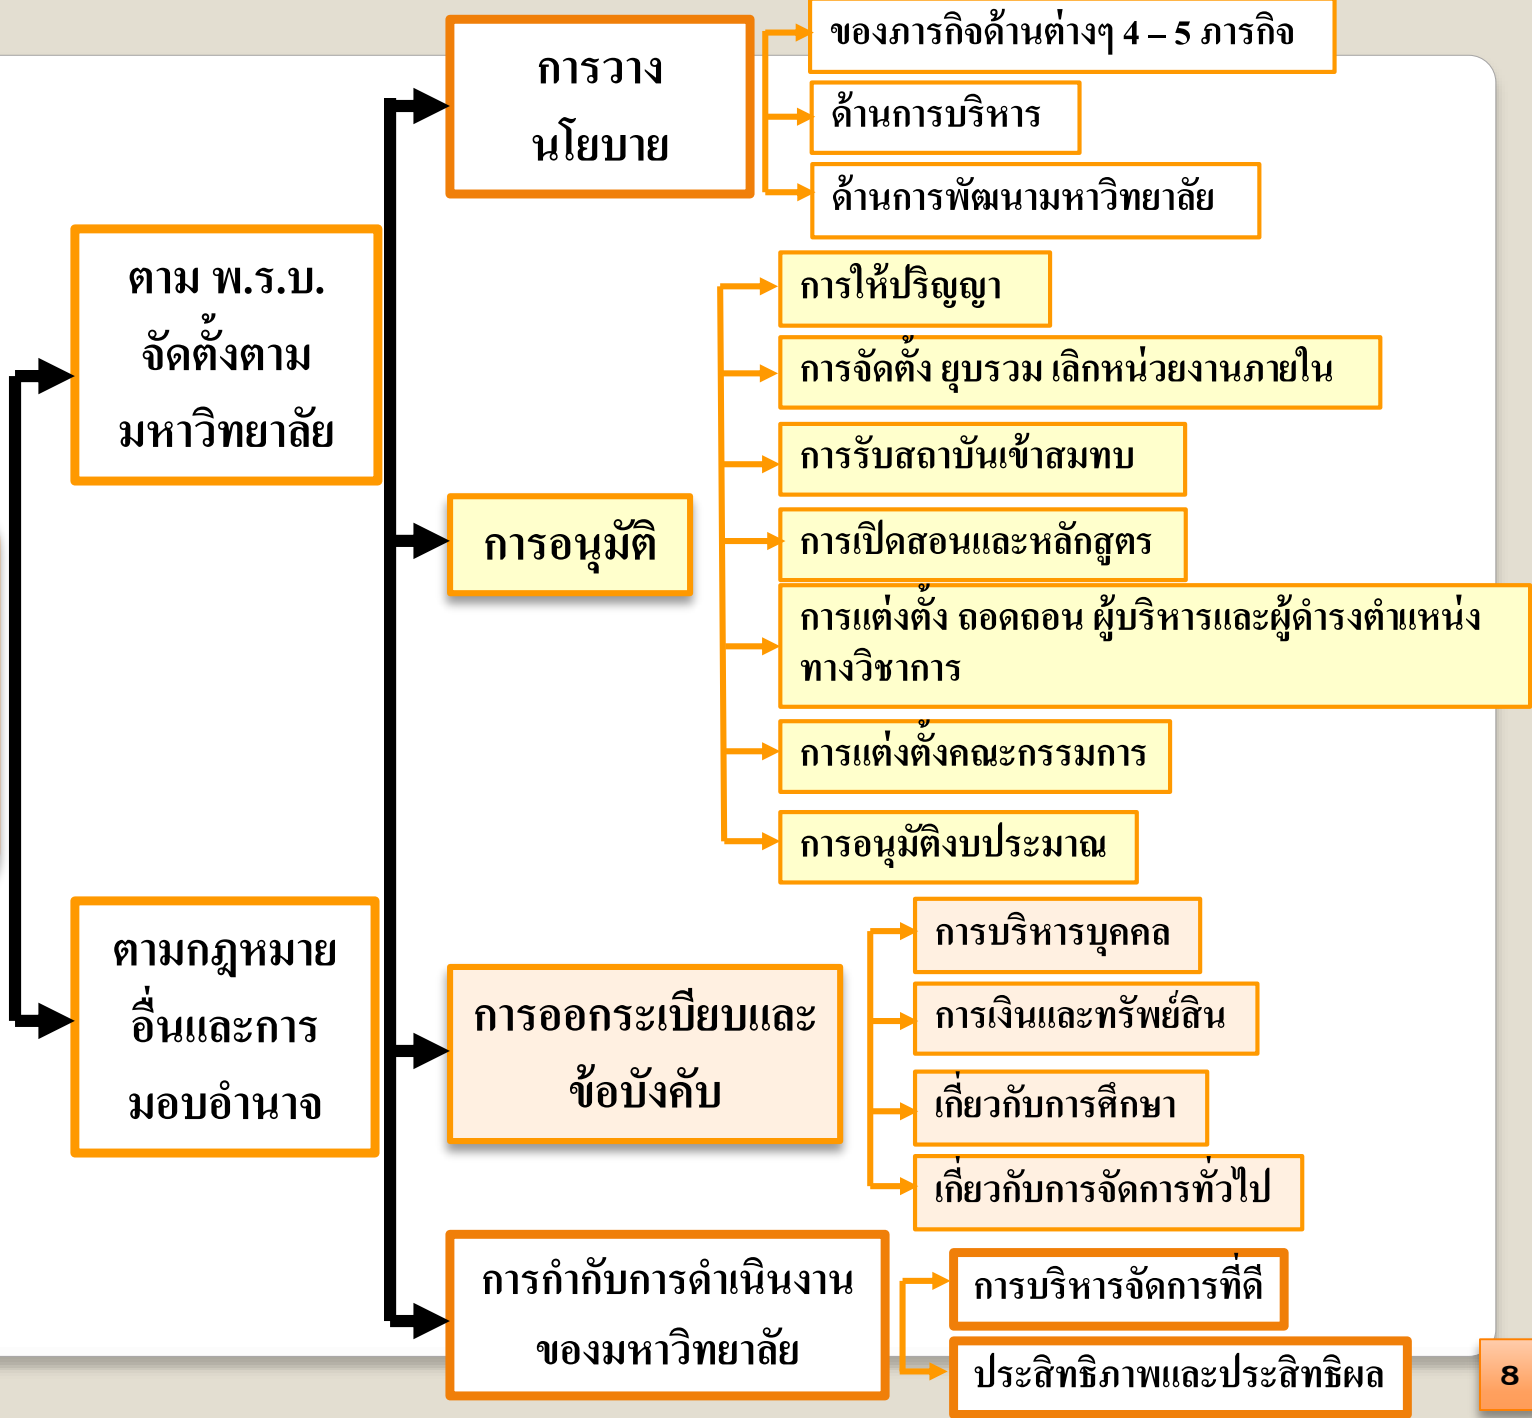 ตาม พ.ร.บ.
จัดตั้งตาม
มหาวิทยาลัย
ตามกฎหมาย
อื่นและการ
มอบอำนาจ
การวาง
นโยบาย
ของภารกิจด้านต่างๆ 4 – 5 ภารกิจ
ด้านการบริหาร
ด้านการพัฒนามหาวิทยาลัย
การอนุมัติ
การให้ปริญญา
การจัดตั้ง ยุบรวม เลิกหน่วยงานภายใน
การรับสถาบันเข้าสมทบ
การเปิดสอนและหลักสูตร
การแต่งตั้ง ถอดถอน ผู้บริหารและผู้ดำรงตำแหน่ง
ทางวิชาการ
การแต่งตั้งคณะกรรมการ
การอนุมัติงบประมาณ
การออกระเบียบและ
ข้อบังคับ
การบริหารบุคคล
การเงินและทรัพย์สิน
เกี่ยวกับการศึกษา
เกี่ยวกับการจัดการทั่วไป
การกำกับการดำเนินงาน
ของมหาวิทยาลัย
การบริหารจัดการที่ดี
ประสิทธิภาพและประสิทธิผล
8